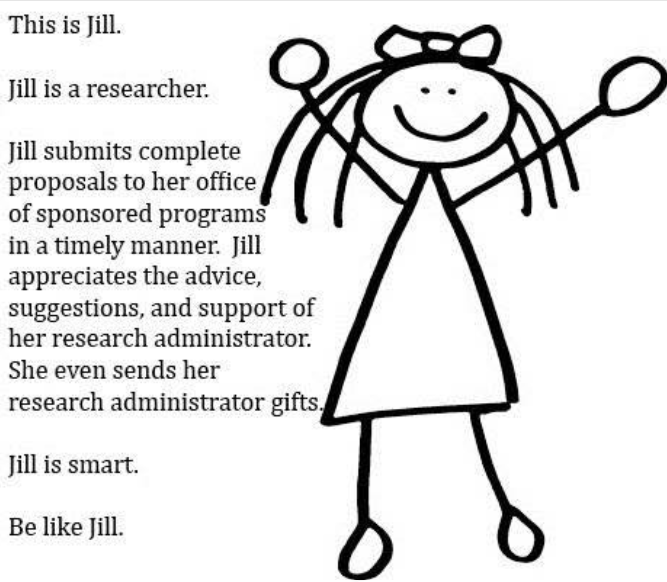 This is Jill.
Jill is a researcher.
Jill submits complete
proposals to her office
of sponsored programs
in a timely manner.  Jill
appreciates the advice,
suggestions, and support of
her research administrator.
She even sends her
research administrator gifts.
Jill is smart.
Be like Jill.